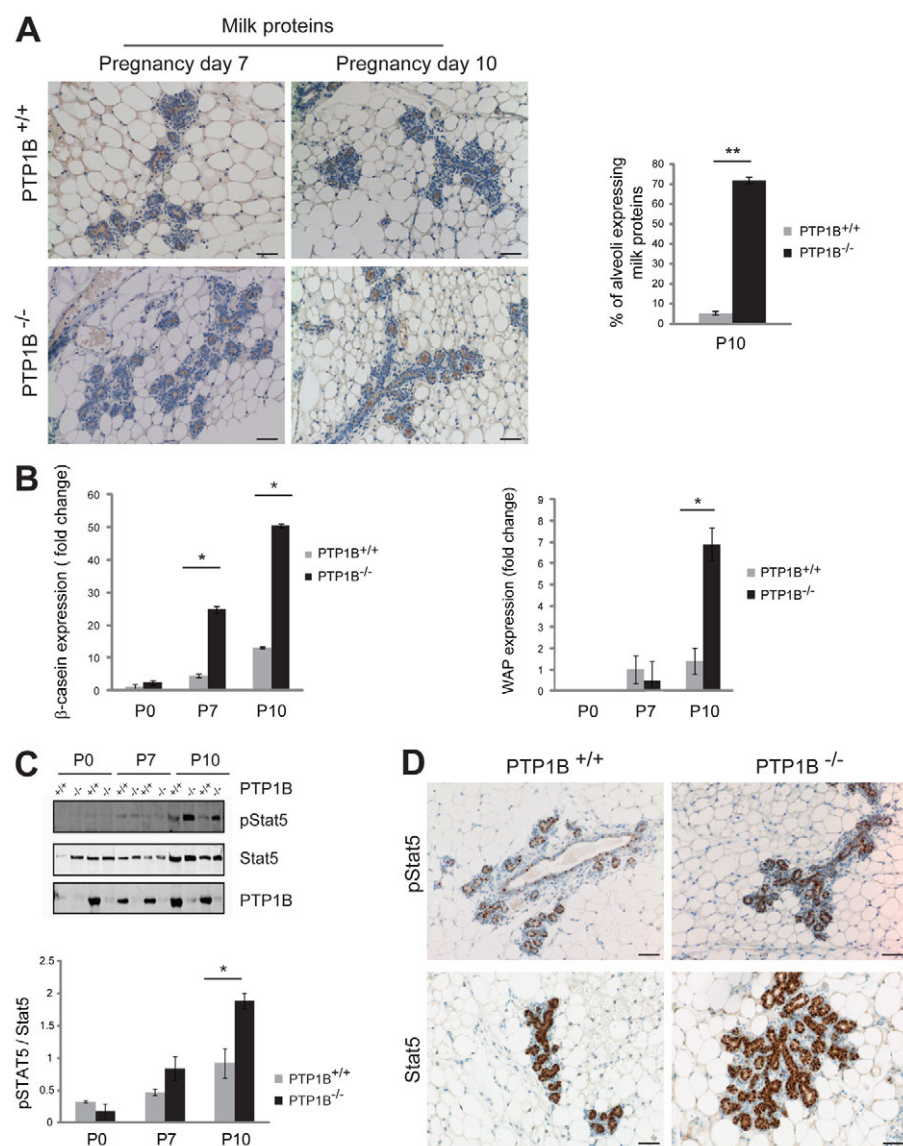 A
Milk proteins
Pregnancy day 7
Pregnancy day 10
PTP1B +/+
PTP1B -/-
% of alveoli expressing
milk proteins
80
70
60
50
40
30
20
10
0
**
P10
PTP1B+/+
PTP1B-/-
B
β-casein expression ( fold change)
60
50
40
30
20
10
0
*
*
P0 P7 P10
PTP1B+/+
PTP1B-/-
WAP expression (fold change)
9
8
7
6
5
4
3
2
1
0
*
P0 P7 P10
PTP1B+/+
PTP1B-/-
C
P0 P7 P10
+/+ -/- +/+ -/- +/+ -/- +/+ -/- +/+ -/- +/+ -/- PTP1B
pStat5
Stat5
PTP1B
pSTAT5 / Stat5
2.5
2
1.5
1
0.5
0
*
P0 P7 P10
PTP1B+/+
PTP1B-/-
D
PTP1B +/+
PTP1B -/-
pStat5
Stat5